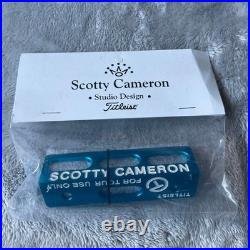 Scotty Cameron
Studio Design
Titleist
SCOTTY CAMERON
FOR TOUR USE ONLY
TITLEIST